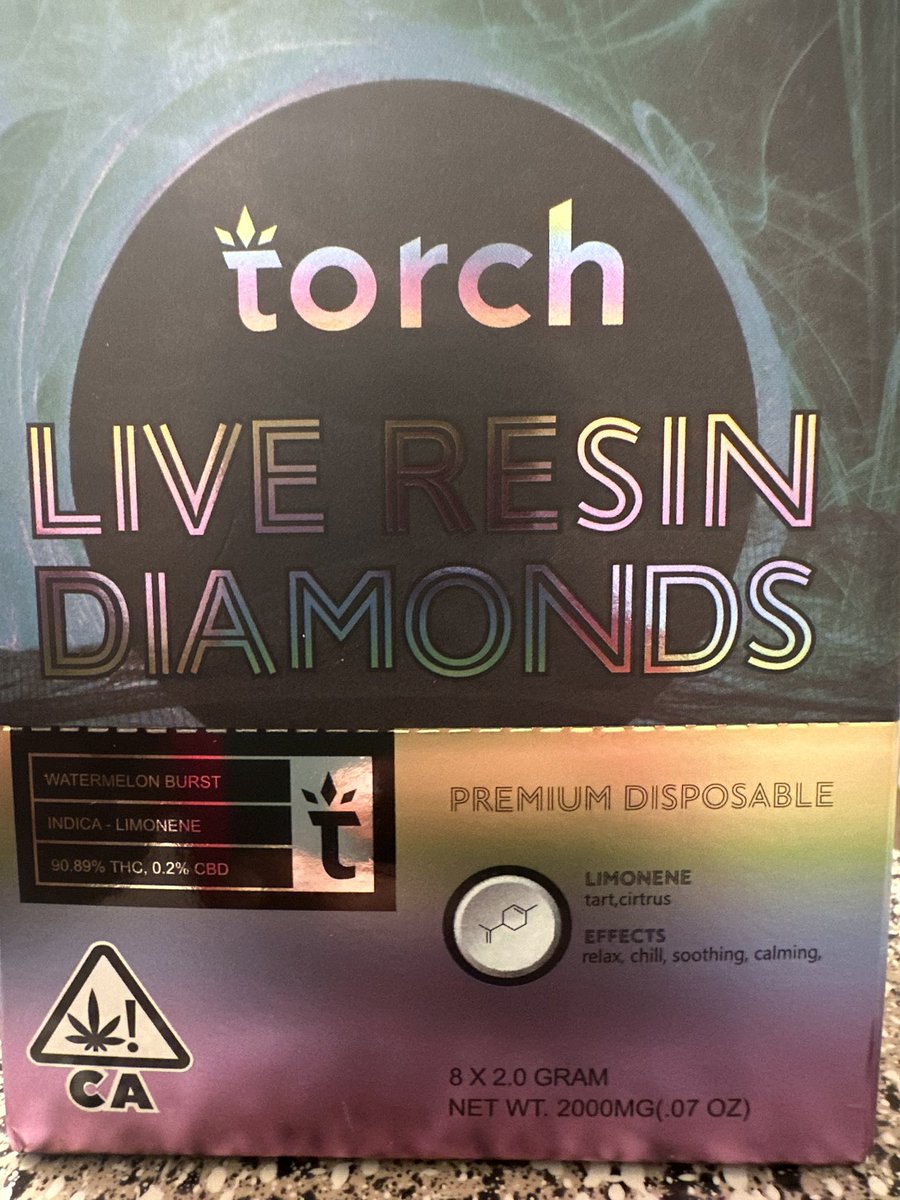 torch
LIVE RESIN
DIAMONDS
WATERMELON BURST
INDICA - LIMONENE
90.89% THC, 0.2% CBD
t
PREMIUM DISPOSABLE
LIMONENE
tart,cirtrus
EFFECTS
relax, chill, soothing, calming,
!
CA
8 X 2.0 GRAM
NET WT. 2000MG(.07 OZ)